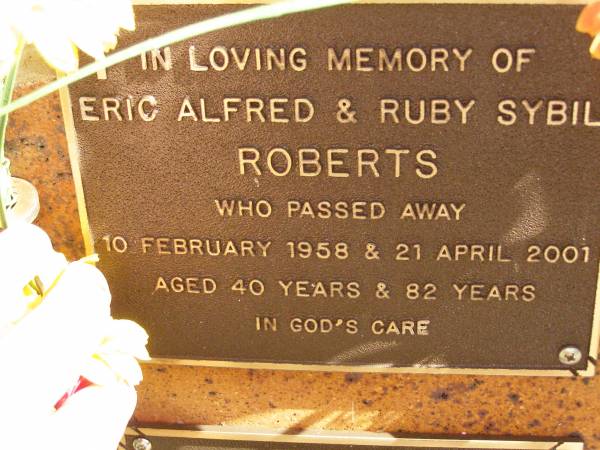 IN LOVING MEMORY OF
ERIC ALFRED & RUBY SYBIL
ROBERTS
WHO PASSED AWAY
10 FEBRUARY 1958 & 21 APRIL 2001
AGED 40 YEARS & 82 YEARS
IN GOD'S CARE